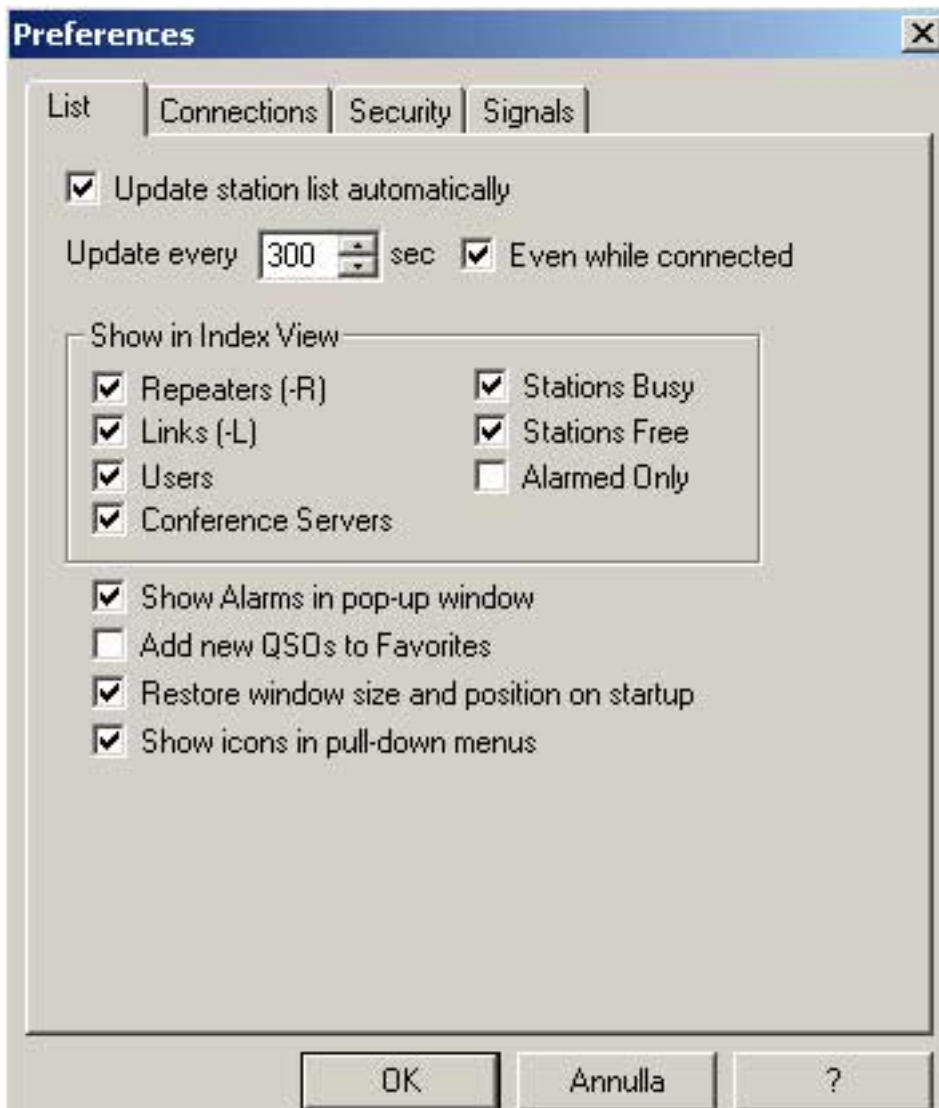 Preferences
List Connections Security Signals
Update station list automatically
Update every 300 sec Even while connected
Show in Index View
Repeaters (-R) Stations Busy
Links (-L) Stations Free
Users Alarmed Only
Conference Servers
Show Alarms in pop-up window
Add new QSOs to Favorites
Restore window size and position on startup
Show icons in pull-down menus
OK Annulla ?